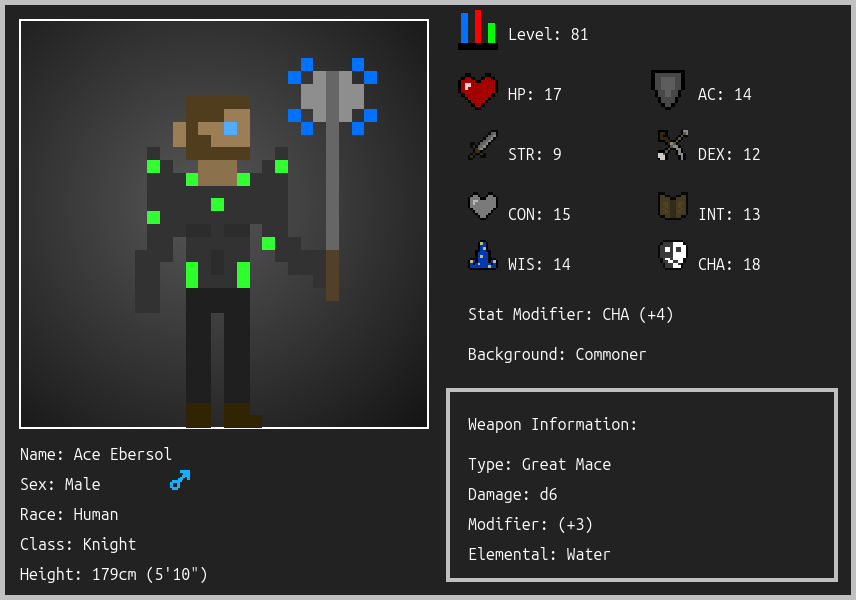 Level: 81
HP: 17
AC: 14
STR: 9
DEX: 12
CON: 15
INT: 13
WIS: 14
CHA: 18
Stat Modifier: CHA (+4)
Background: Commoner
Weapon Information:
Type: Great Mace
Damage: d6
Modifier: (+3)
Elemental: Water
Name: Ace Ebersol
Sex: Male
Race: Human
Class: Knight
Height: 179cm (5'10")